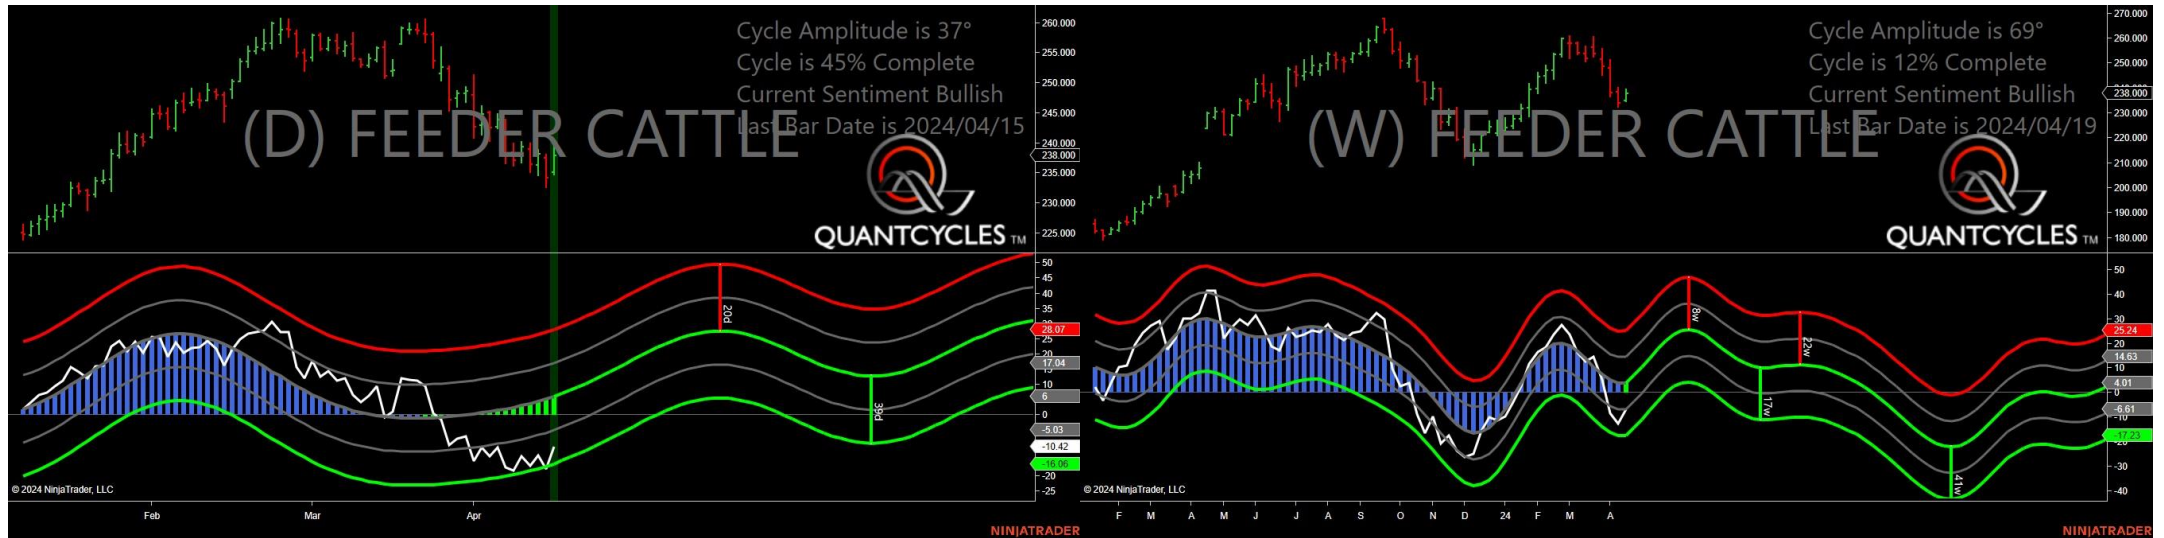 Cycle Amplitude is 37°
Cycle is 45% Complete
Current Sentiment Bullish
Last Bar Date is 2024/04/15
(D) FEEDER CATTLE
QUANTCYCLES TM
260.000
255.000
250.000
245.000
240.000
238.000
235.000
230.000
225.000
50
45
40
35
28.07
25
20
17.04
15
10
6
0
-5.03
-10.42
-16.06
-20
-25
20d
39d
© 2024 NinjaTrader, LLC
Feb
Mar
Apr
NINJATRADER
Cycle Amplitude is 69°
Cycle is 12% Complete
Current Sentiment Bullish
Last Bar Date is 2024/04/19
(W) FEEDER CATTLE
QUANTCYCLES TM
270.000
260.000
250.000
238.000
230.000
220.000
210.000
200.000
190.000
180.000
50
40
30
25.24
20
14.63
10
4.01
0
-6.61
-17.23
-30
-40
8w
22w
17w
41w
© 2024 NinjaTrader, LLC
F M A M J J A S O N D 24 F M A
NINJATRADER